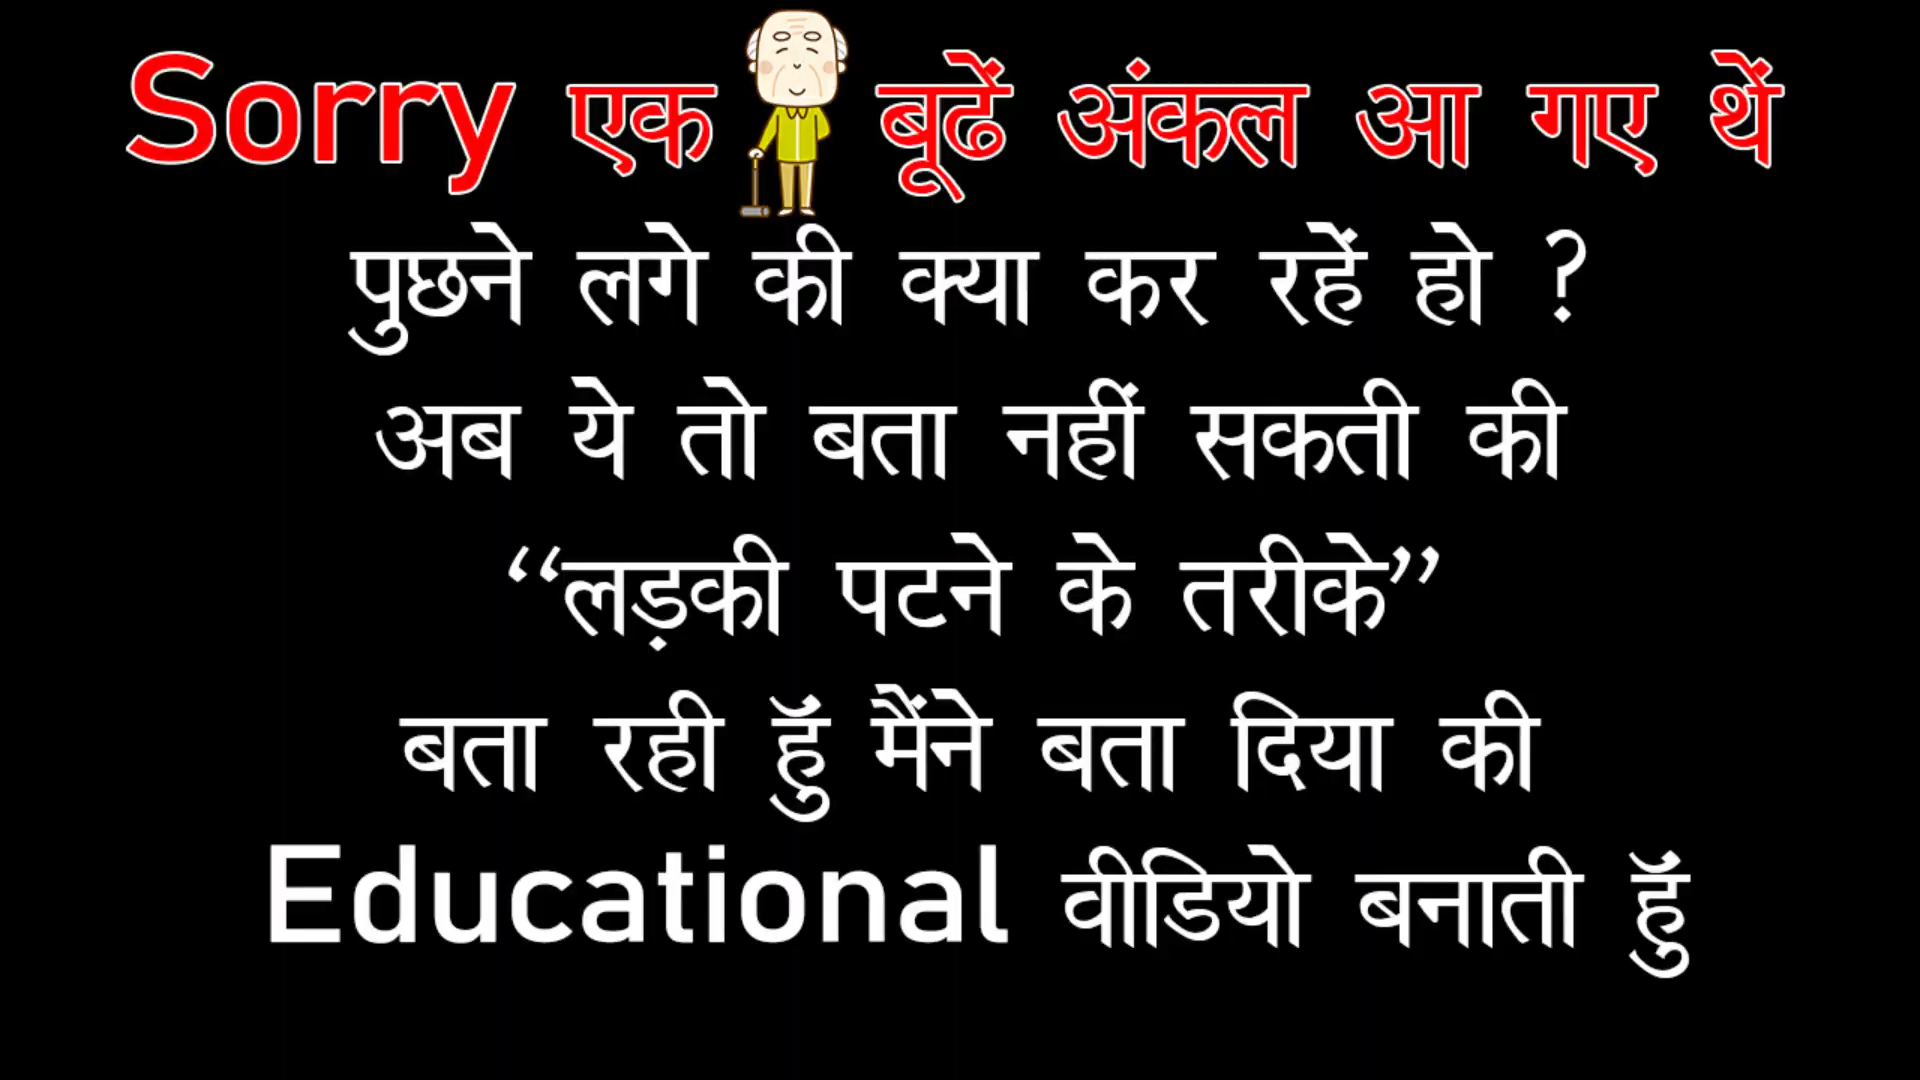 Sorry एक बूढें अंकल आ गए थें
पुछने लगे की क्या कर रहें हो ?
अब ये तो बता नहीं सकती की
“लड़की पटने के तरीके”
बता रही हुॅं मैंने बता दिया की
Educational वीडियो बनाती हुॅं